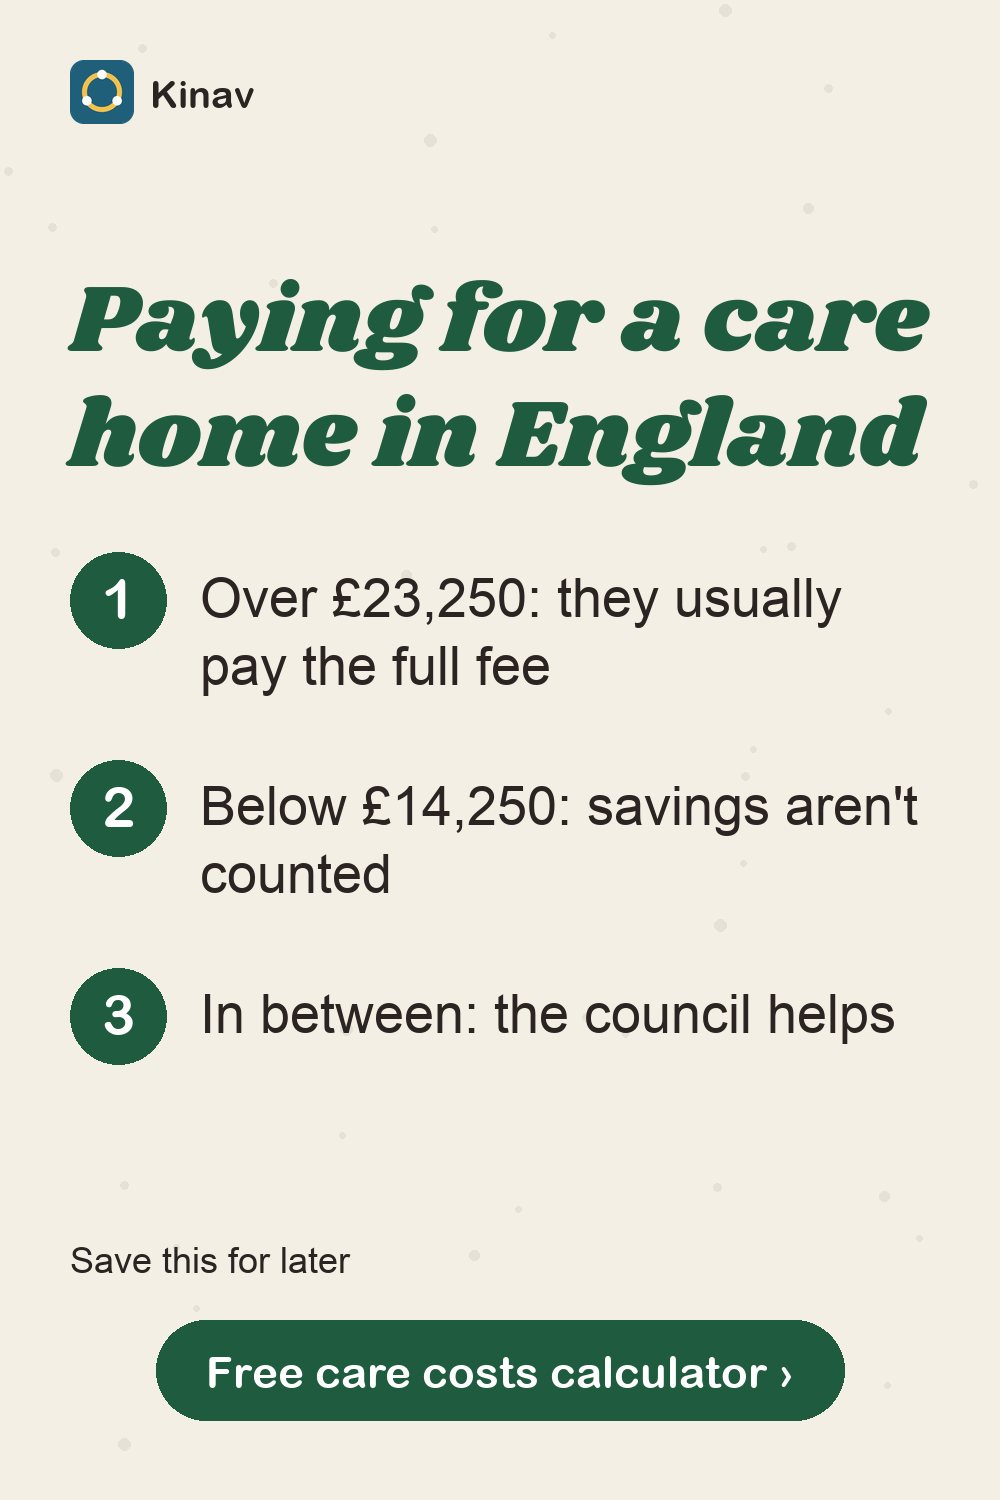 Kinav
Paying for a care
home in England
1
Over £23,250: they usually
pay the full fee
2
Below £14,250: savings aren't
counted
3
In between: the council helps
Save this for later
Free care costs calculator ›